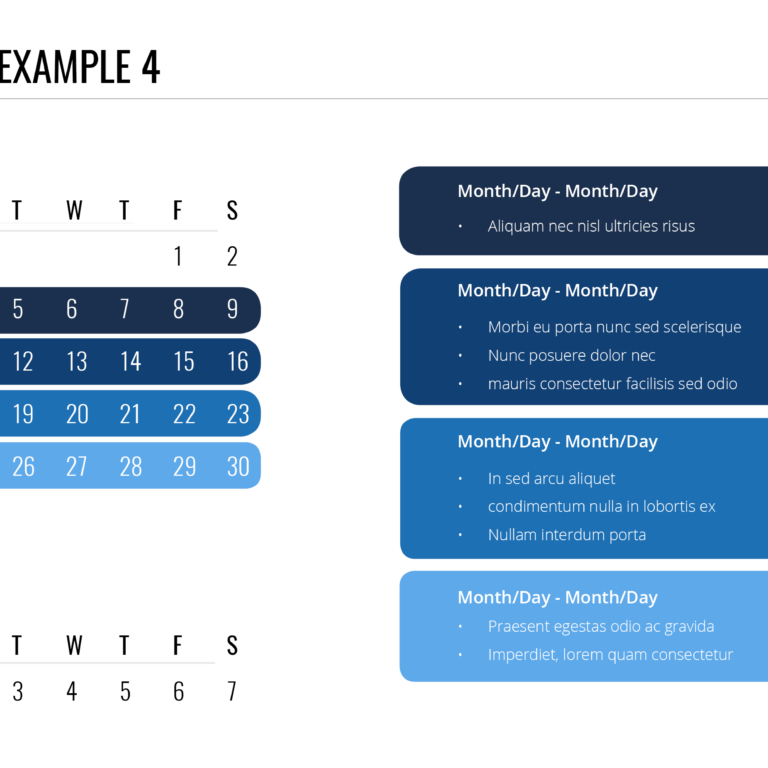 EXAMPLE 4
T W T F S
1 2
5 6 7 8 9
12 13 14 15 16
19 20 21 22 23
26 27 28 29 30
T W T F S
3 4 5 6 7
Month/Day - Month/Day
• Aliquam nec nisl ultricies risus
Month/Day - Month/Day
• Morbi eu porta nunc sed scelerisque
• Nunc posuere dolor nec
• mauris consectetur facilisis sed odio
Month/Day - Month/Day
• In sed arcu aliquet
• condimentum nulla in lobortis ex
• Nullam interdum porta
Month/Day - Month/Day
• Praesent egestas odio ac gravida
• Imperdiet, lorem quam consectetur